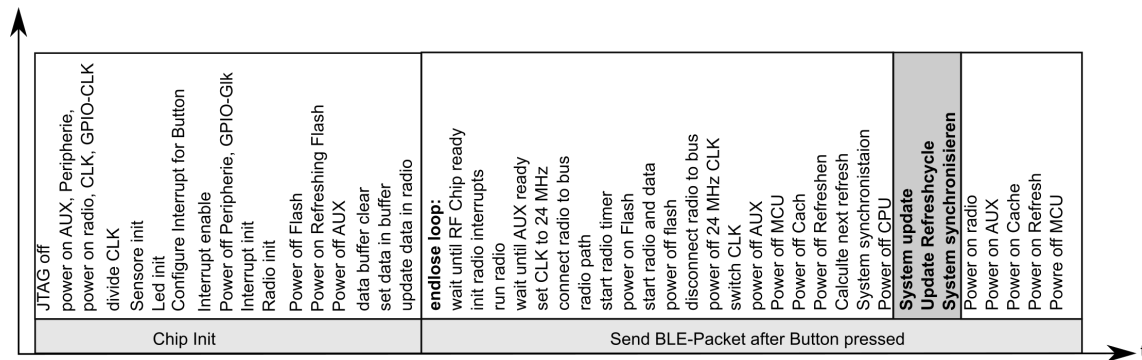 JTAG off
power on AUX, Peripherie,
power on radio, CLK, GPIO-CLK
divide CLK
Sensore init
Led init
Configure Interrupt for Button
Interrupt enable
Power off Peripherie, GPIO-Glk
Interrupt init
Radio init
Power off Flash
Power on Refreshing Flash
Power off AUX
data buffer clear
set data in buffer
update data in radio
endlose loop:
wait until RF Chip ready
init radio interrupts
run radio
wait until AUX ready
set CLK to 24 MHz
connect radio to bus
radio path
start radio timer
power on Flash
start radio and data
power off flash
disconnect radio to bus
power off 24 MHz CLK
switch CLK
power off AUX
Power off MCU
Power off Cach
Power off Refreshen
Calculte next refresh
System synchronistaion
Power off CPU
System update
Update Refreshcycle
System synchronisieren
Power on radio
Power on AUX
Power on Cache
Power on Refresh
Powre off MCU
Chip Init
Send BLE-Packet after Button pressed
t